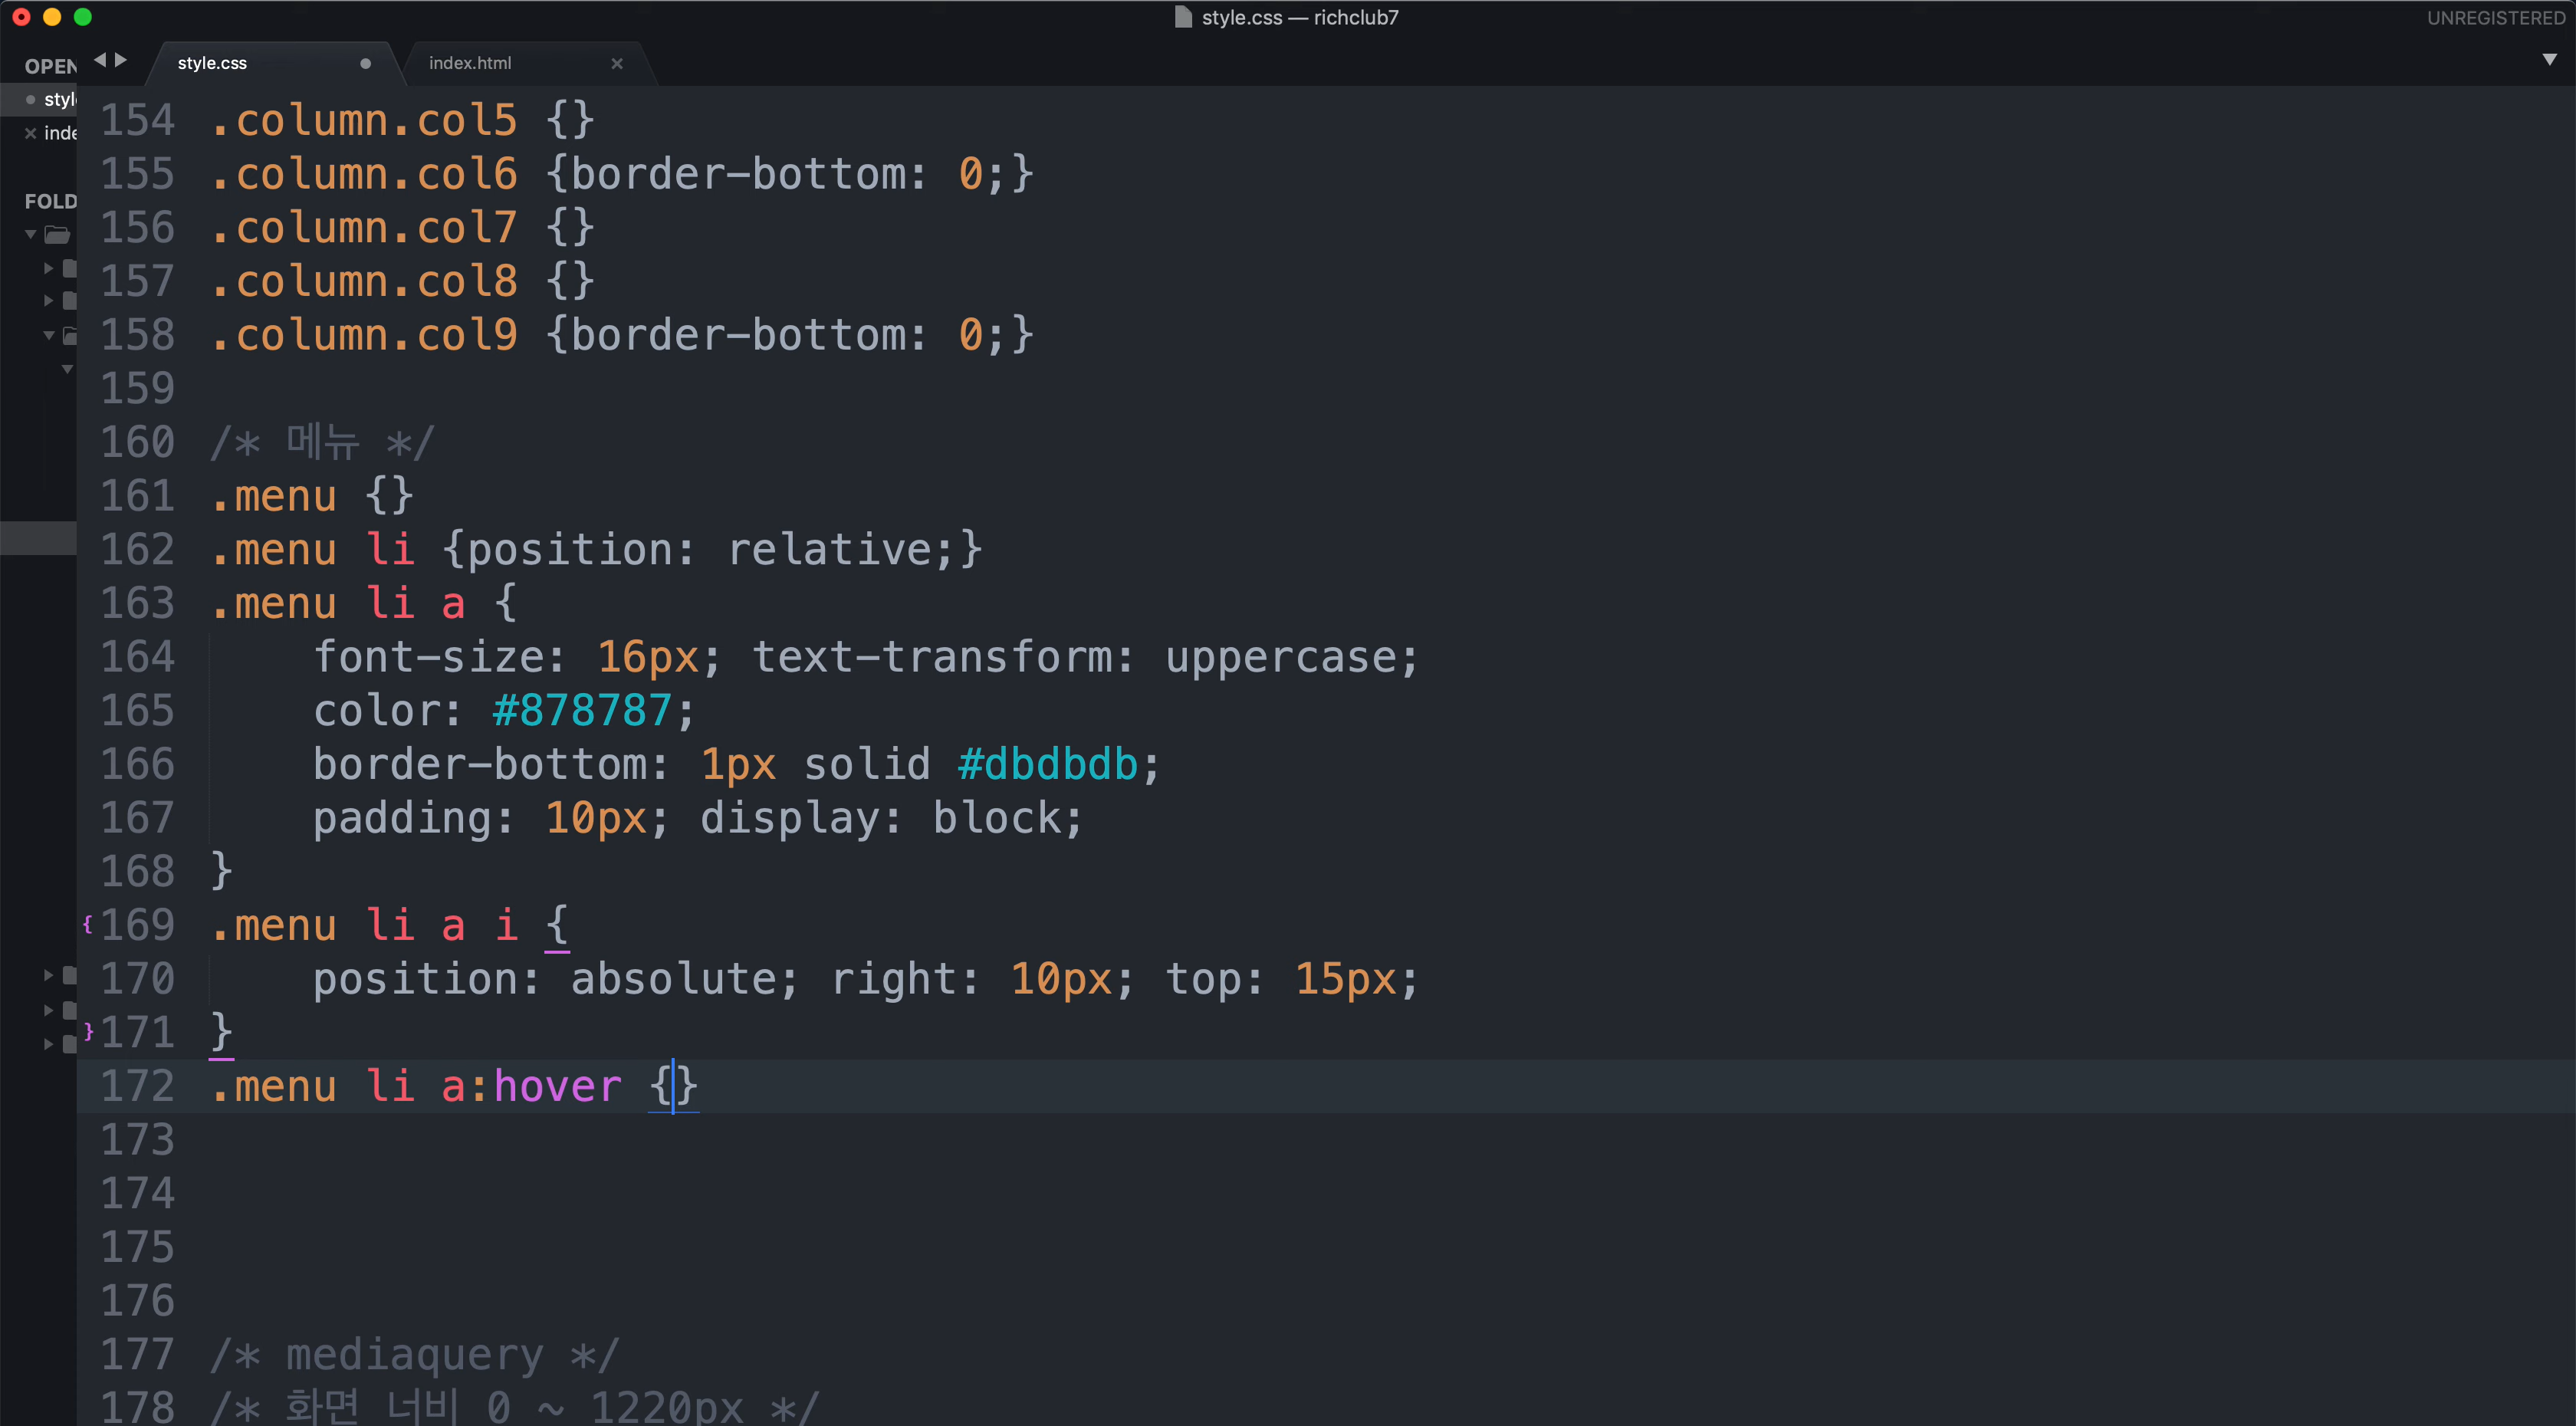 style.css — richclub7
UNREGISTERED
OPEN
style.css
index.html
FOLD
154 .column.col5 {}
155 .column.col6 {border-bottom: 0;}
156 .column.col7 {}
157 .column.col8 {}
158 .column.col9 {border-bottom: 0;}
159
160 /* 메뉴 */
161 .menu {}
162 .menu li {position: relative;}
163 .menu li a {
164 font-size: 16px; text-transform: uppercase;
165 color: #878787;
166 border-bottom: 1px solid #dbdbdb;
167 padding: 10px; display: block;
168 }
{ 169 .menu li a i {
170 position: absolute; right: 10px; top: 15px;
} 171 }
172 .menu li a:hover {}
173
174
175
176
177 /* mediaquery */
178 /* 화면 너비 0 ~ 1220px */